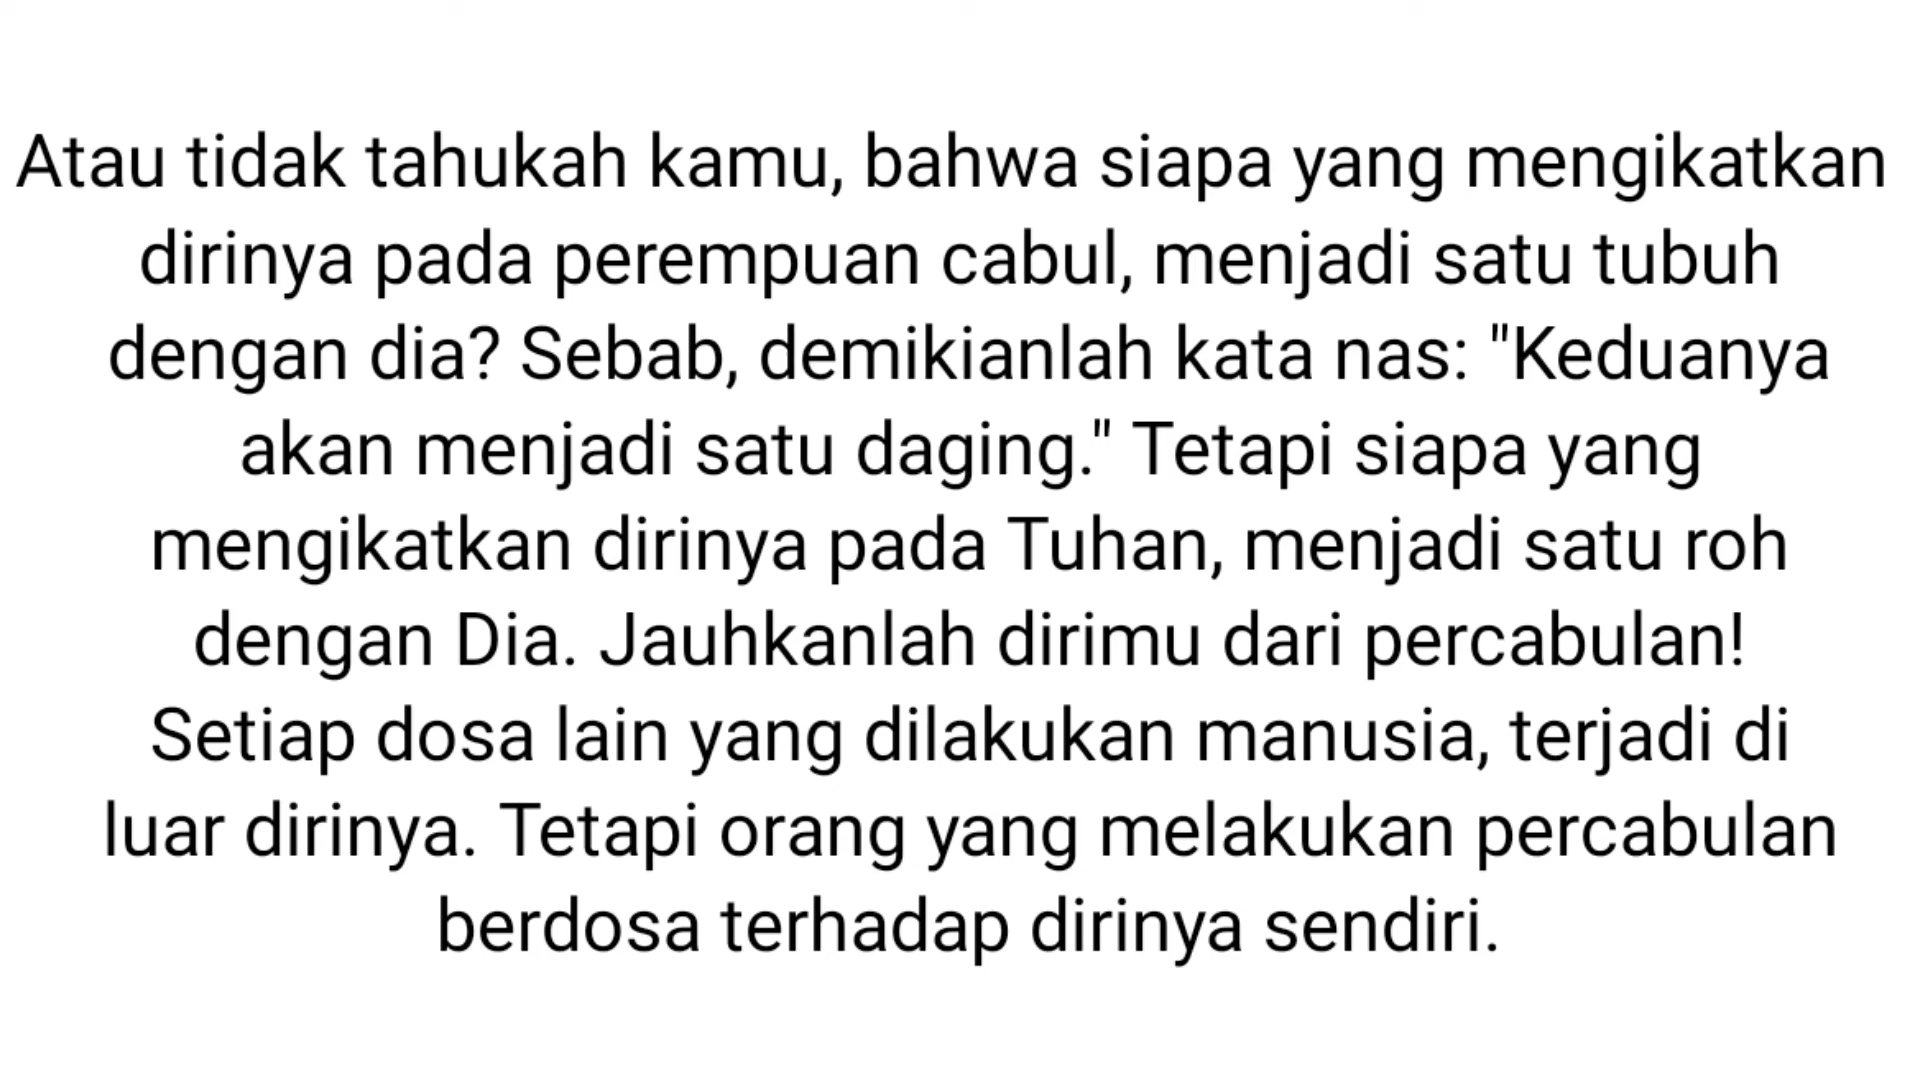 Atau tidak tahukah kamu, bahwa siapa yang mengikatkan
dirinya pada perempuan cabul, menjadi satu tubuh
dengan dia? Sebab, demikianlah kata nas: "Keduanya
akan menjadi satu daging." Tetapi siapa yang
mengikatkan dirinya pada Tuhan, menjadi satu roh
dengan Dia. Jauhkanlah dirimu dari percabulan!
Setiap dosa lain yang dilakukan manusia, terjadi di
luar dirinya. Tetapi orang yang melakukan percabulan
berdosa terhadap dirinya sendiri.